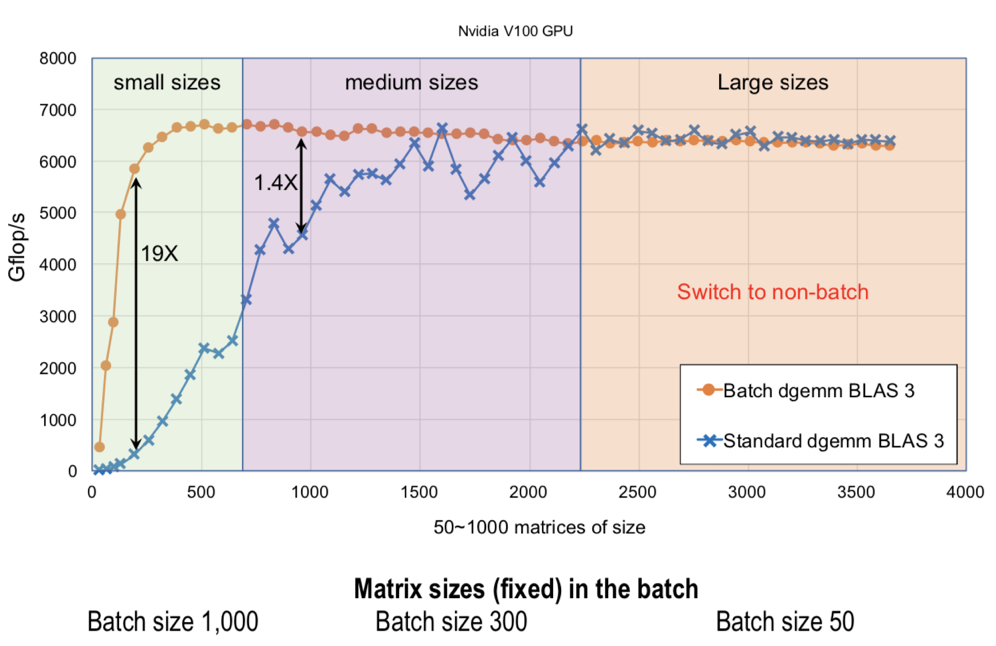 Nvidia V100 GPU
8000
7000
6000
5000
4000
3000
2000
1000
0
Gflop/s
small sizes
medium sizes
Large sizes
19X
1.4X
Switch to non-batch
Batch dgemm BLAS 3
Standard dgemm BLAS 3
0
500
1000
1500
2000
2500
3000
3500
4000
50~1000 matrices of size
Matrix sizes (fixed) in the batch
Batch size 1,000
Batch size 300
Batch size 50